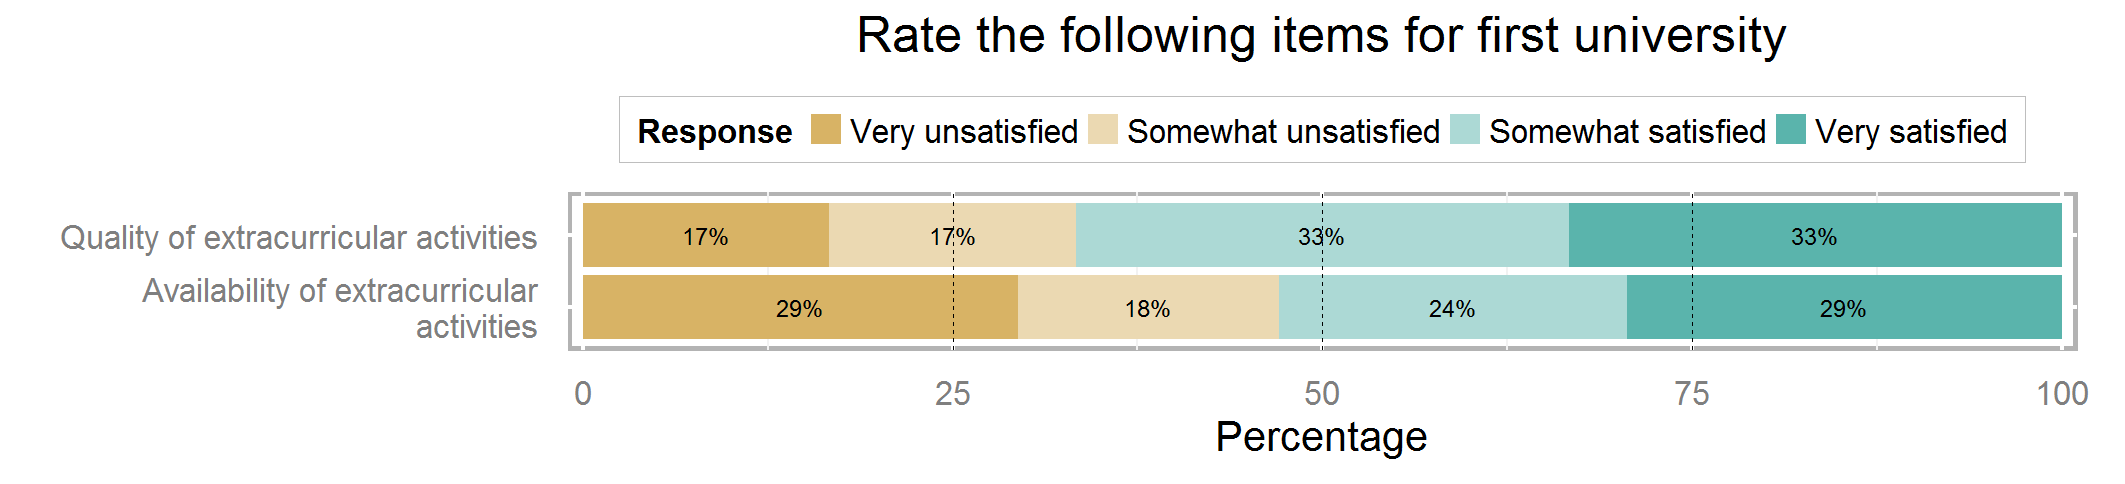 Rate the following items for first university
Response Very unsatisfied Somewhat unsatisfied Somewhat satisfied Very satisfied
Quality of extracurricular activities 17% 17% 33% 33%
Availability of extracurricular
activities 29% 18% 24% 29%
0 25 50 75 100
Percentage